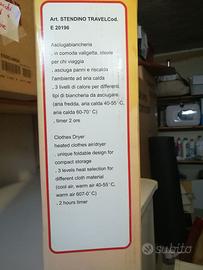 Art. STENDINO TRAVELCod.
E 20196
Asciugabiancheria
. in comoda valigetta, ideale
per chi viaggia
. asciuga panni e riscalda
l'ambiente ad aria calda
. 3 livelli di calore per differenti
tipi di biancheria da asciugare
(aria fredda, aria calda 40-55˚C,
aria calda 60-70˚C)
. timer 2 ore
Clothes Dryer
heated clothes airdryer
. unique foldable design for
compact storage
. 3 levels heat selection for
different cloth material
(cool air, warm air 40-55˚C,
warm air 607-0˚C)
. 2 hours timer
subito